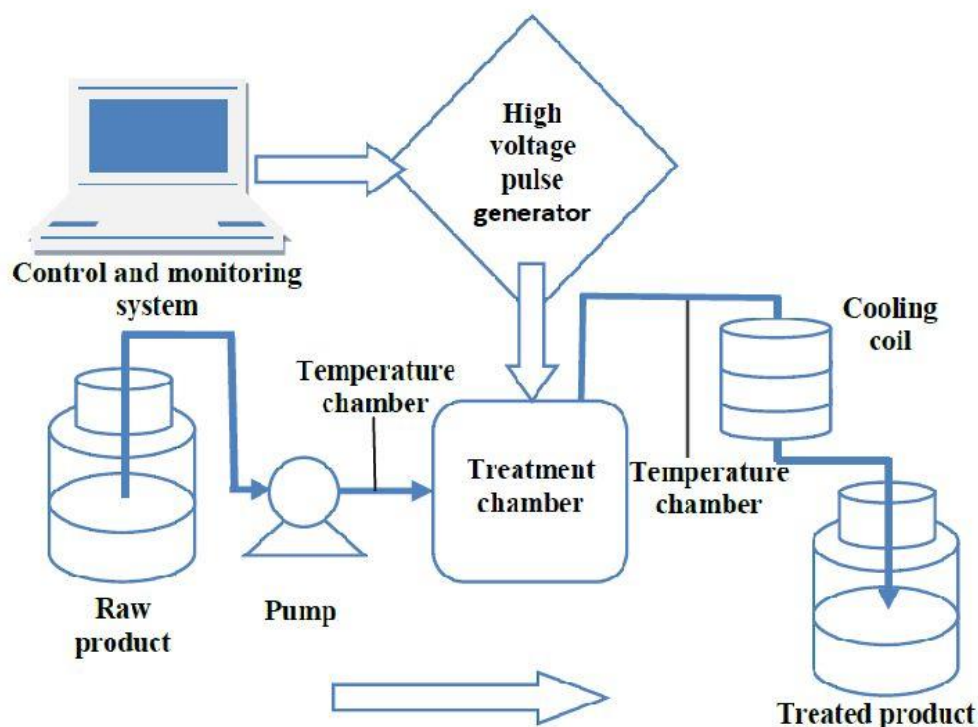 High
voltage
pulse
generator
Control and monitoring
system
Cooling
coil
Temperature
chamber
Treatment
chamber
Temperature
chamber
Raw
product
Pump
Treated product